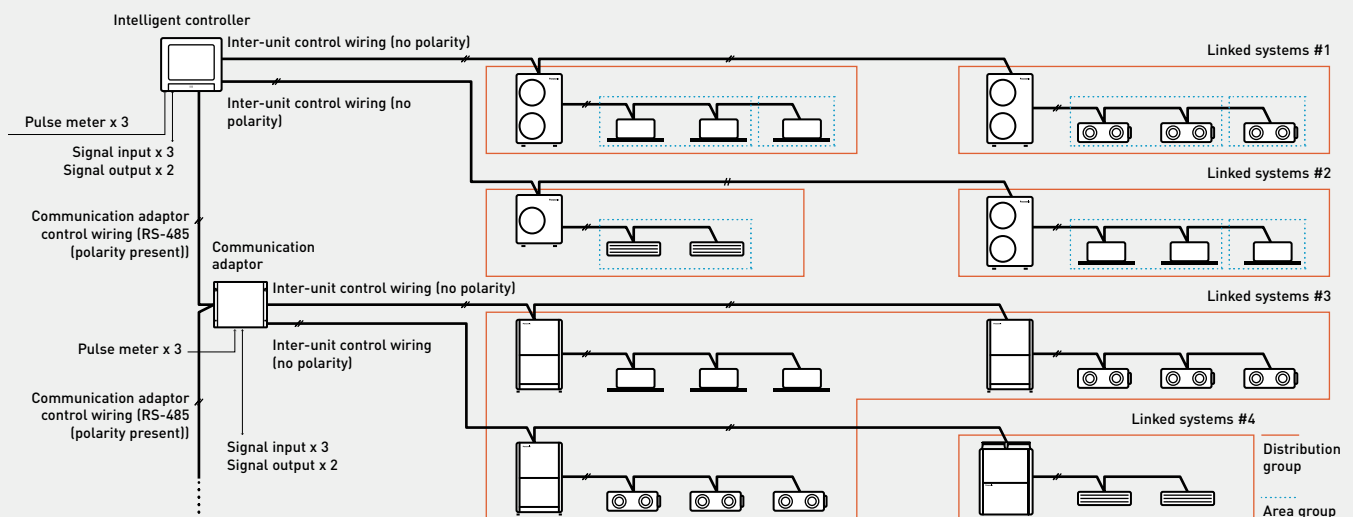 Intelligent controller
Inter-unit control wiring (no polarity)
Linked systems #1
Inter-unit control wiring (no
polarity)
Pulse meter x 3
Signal input x 3
Signal output x 2
Linked systems #2
Communication adaptor
control wiring (RS-485
(polarity present))
Communication
adaptor
Inter-unit control wiring (no polarity)
Linked systems #3
Pulse meter x 3
Inter-unit control wiring
(no polarity)
Communication adaptor
control wiring (RS-485
(polarity present))
Signal input x 3
Signal output x 2
Linked systems #4
Distribution
group
Area group